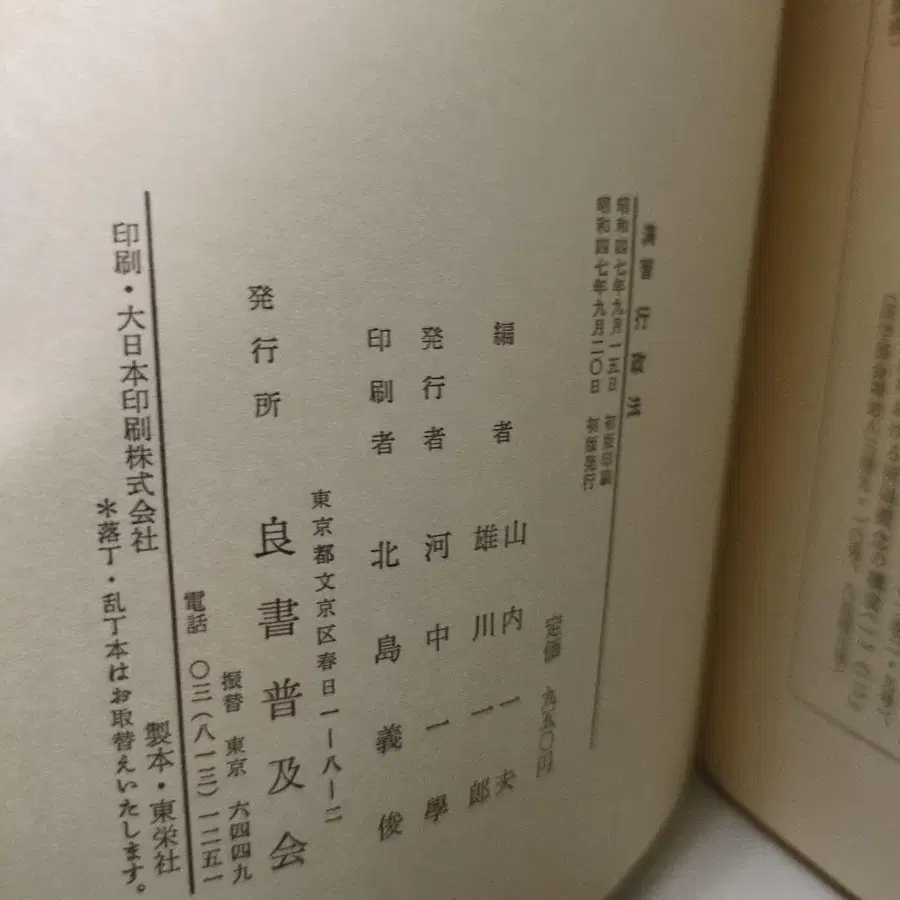 演習行政法
昭和四七年九月一五日 初版印刷
昭和四七年九月二〇日 初版発行
定価 九五〇円
編者 山内一夫
雄川一郎
発行者 河中一學
印刷者 北島義俊
東京都文京区春日一―八―二
発行所 良書普及会
振替 東京 六四四九
電話 〇三(八一三)一二五一
印刷・大日本印刷株式会社 製本・東栄社
*落丁・乱丁本はお取替えいたします。